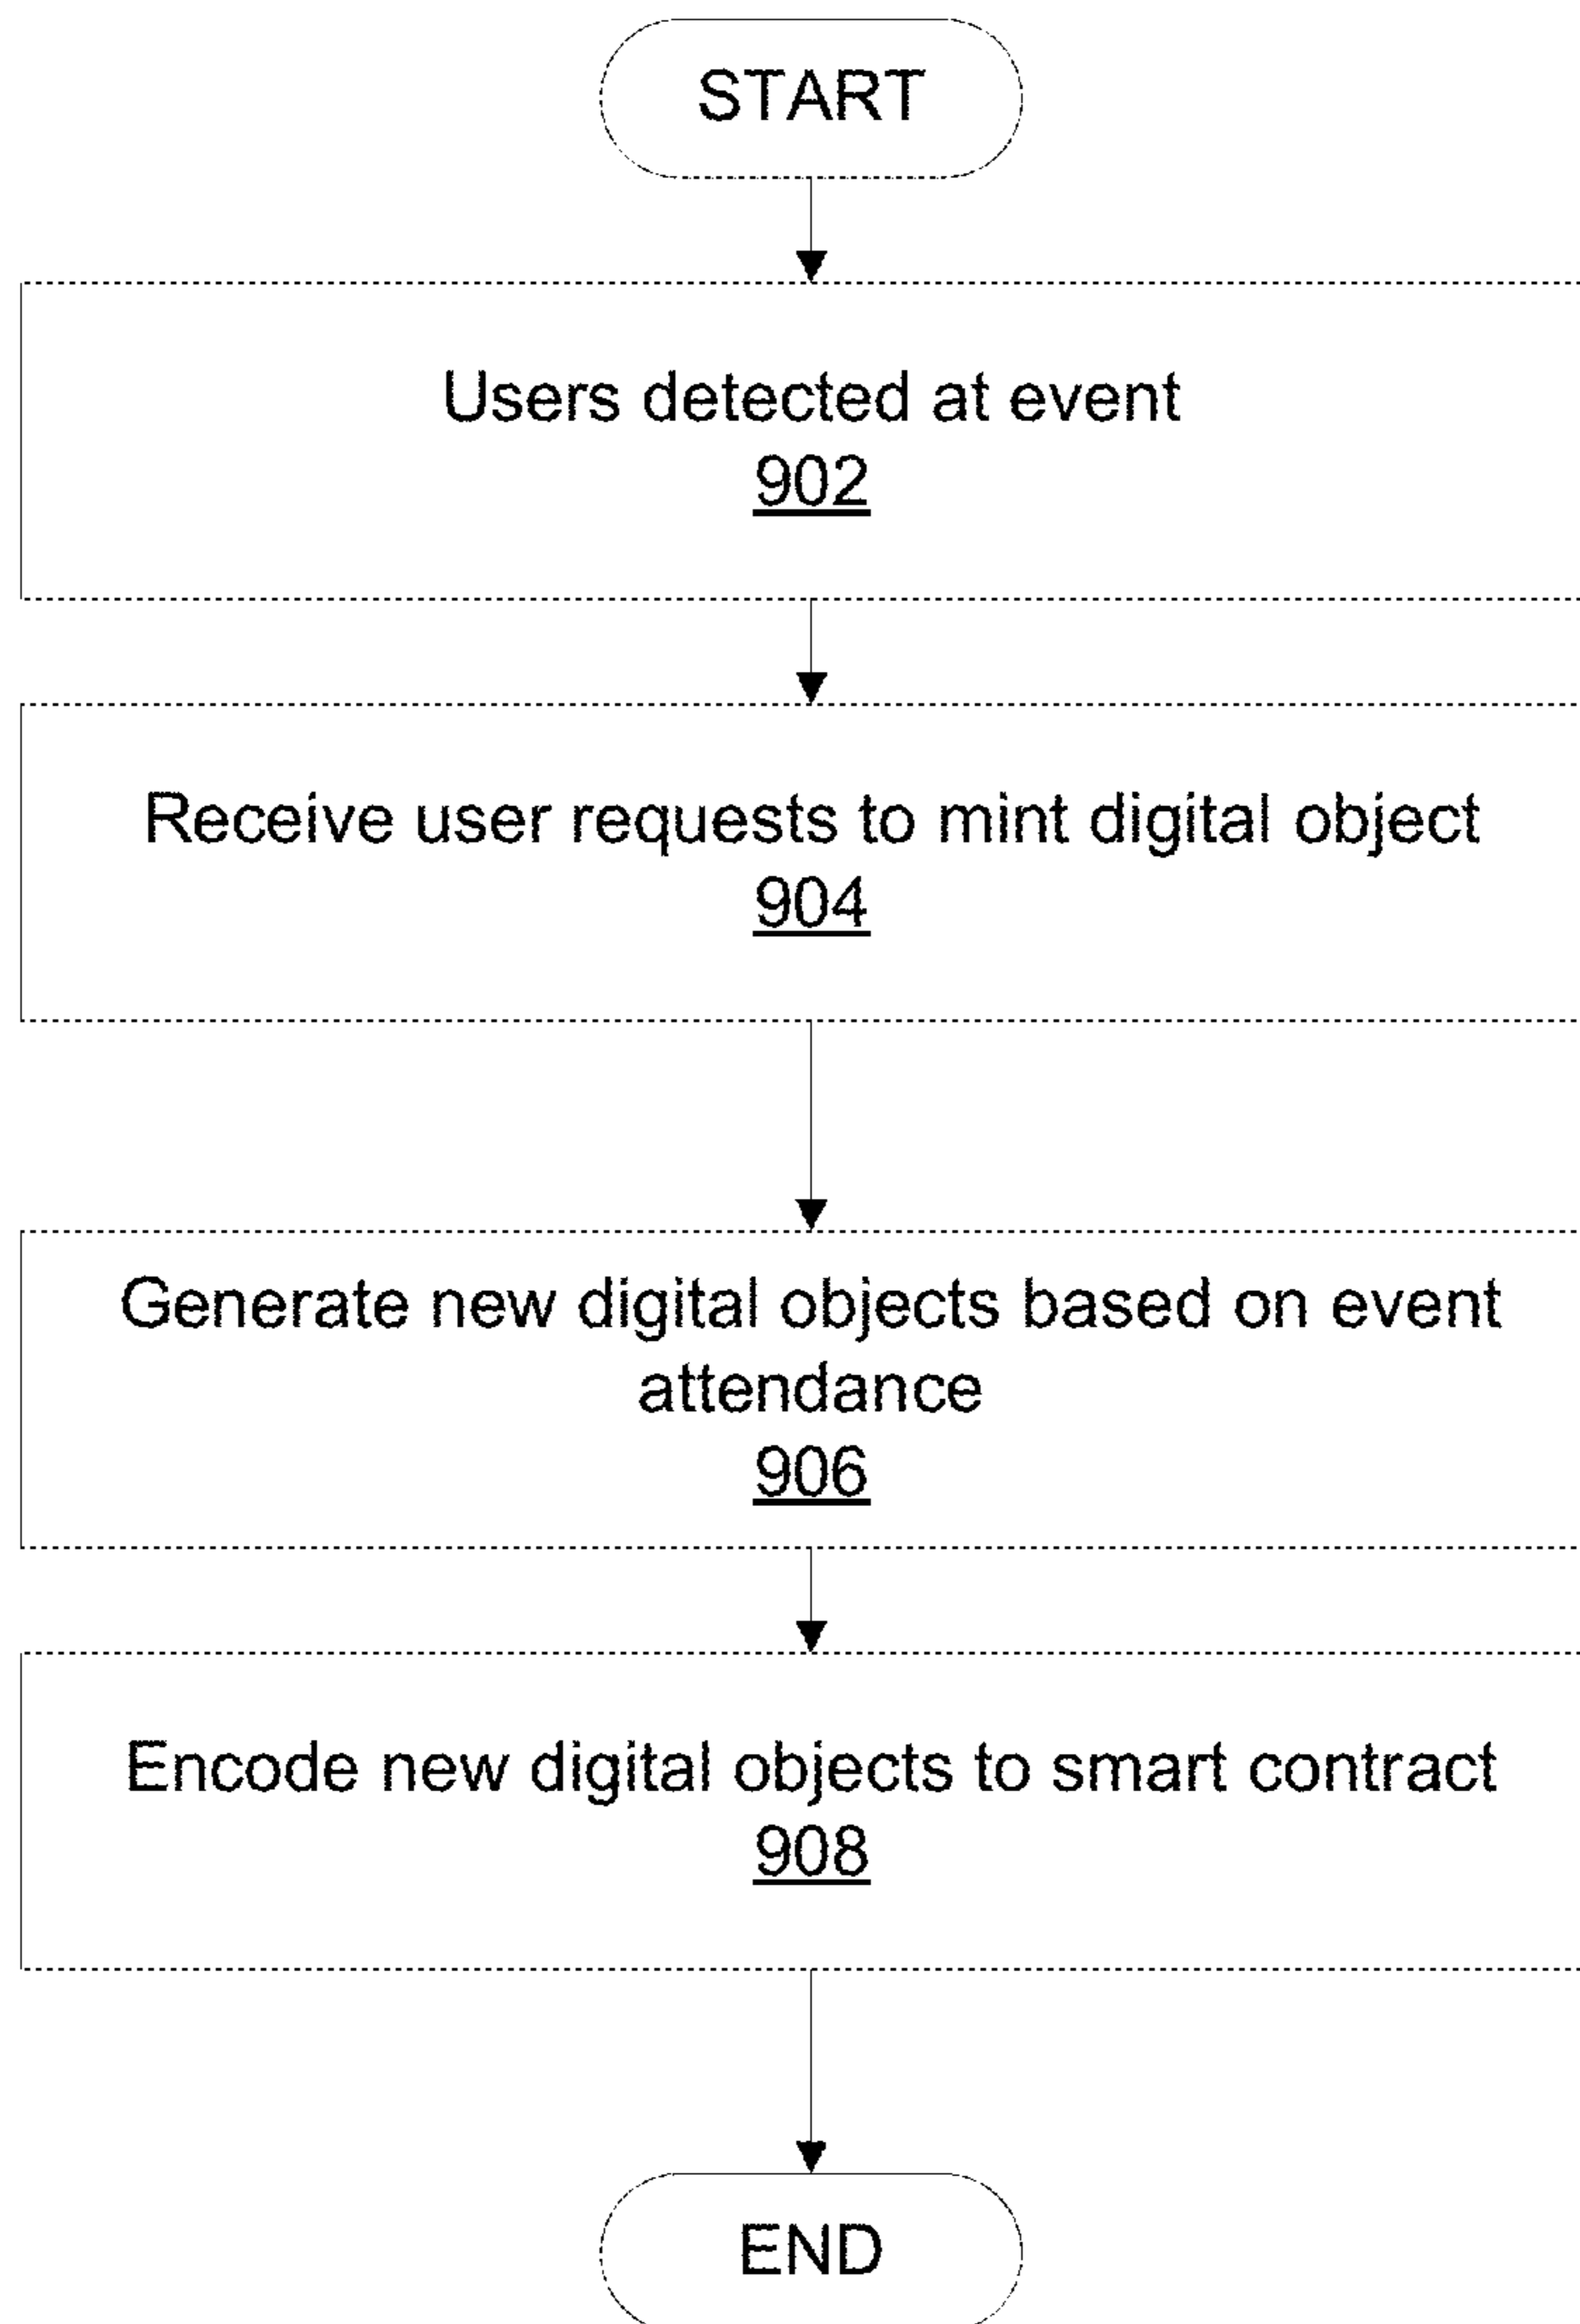 START
Users detected at event
902
Receive user requests to mint digital object
904
Generate new digital objects based on event
attendance
906
Encode new digital objects to smart contract
908
END